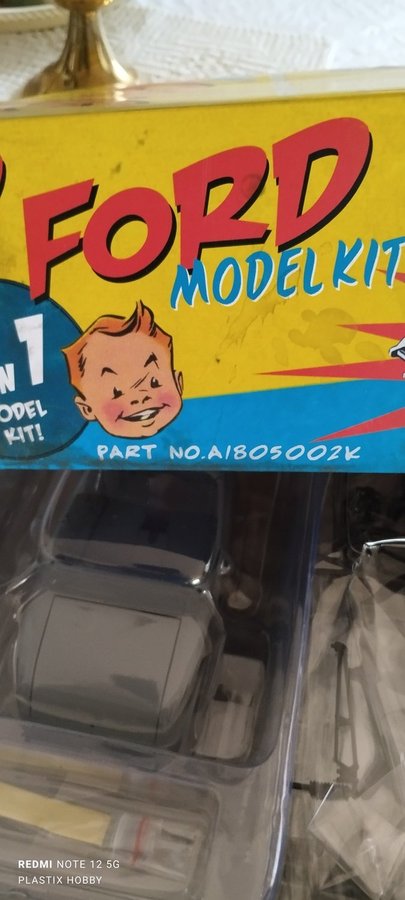 FORD
MODEL KIT
N 1
ODEL
KIT!
PART NO.A1805002K
REDMI NOTE 12 5G
PLASTIX HOBBY